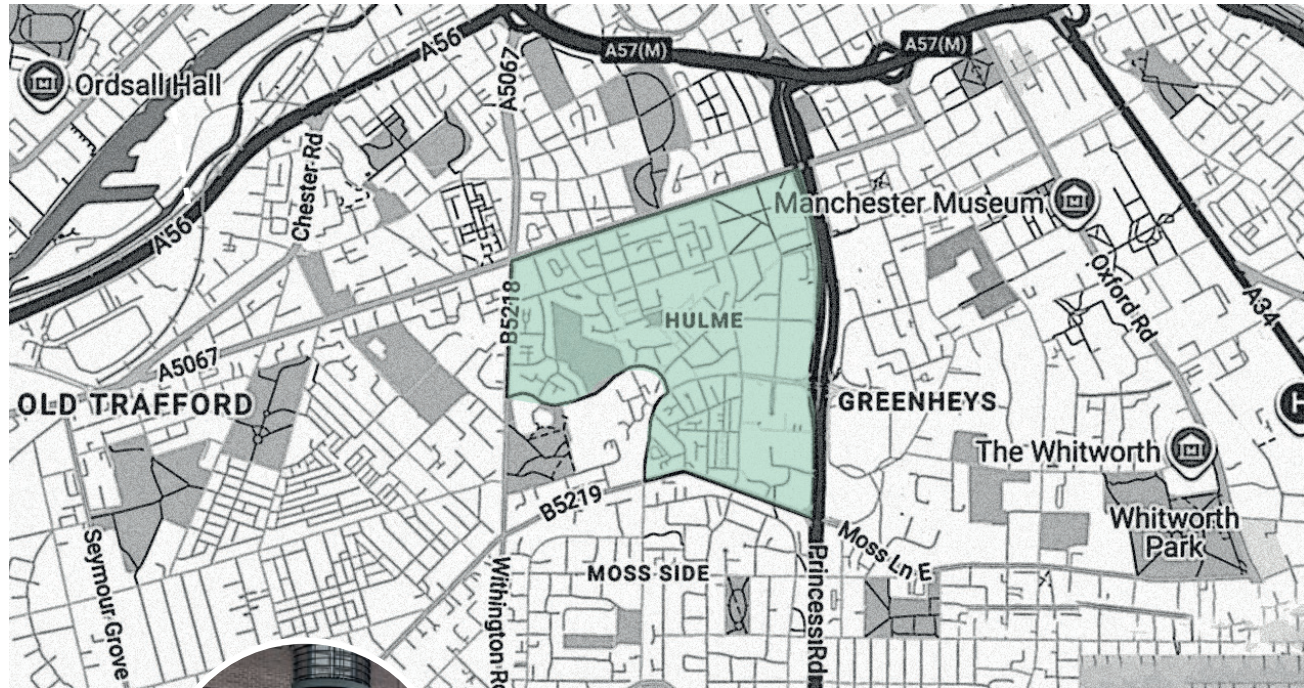 A56
A57(M)
A57(M)
Ordsall Hall
A5067
Chester Rd
Manchester Museum
A56
Oxford Rd
A34
B5218
HULME
A5067
OLD TRAFFORD
GREENHEYS
H
The Whitworth
B5219
Whitworth
Park
Seymour Grove
Withington Rd
MOSS SIDE
Moss Ln E
Princess Rd